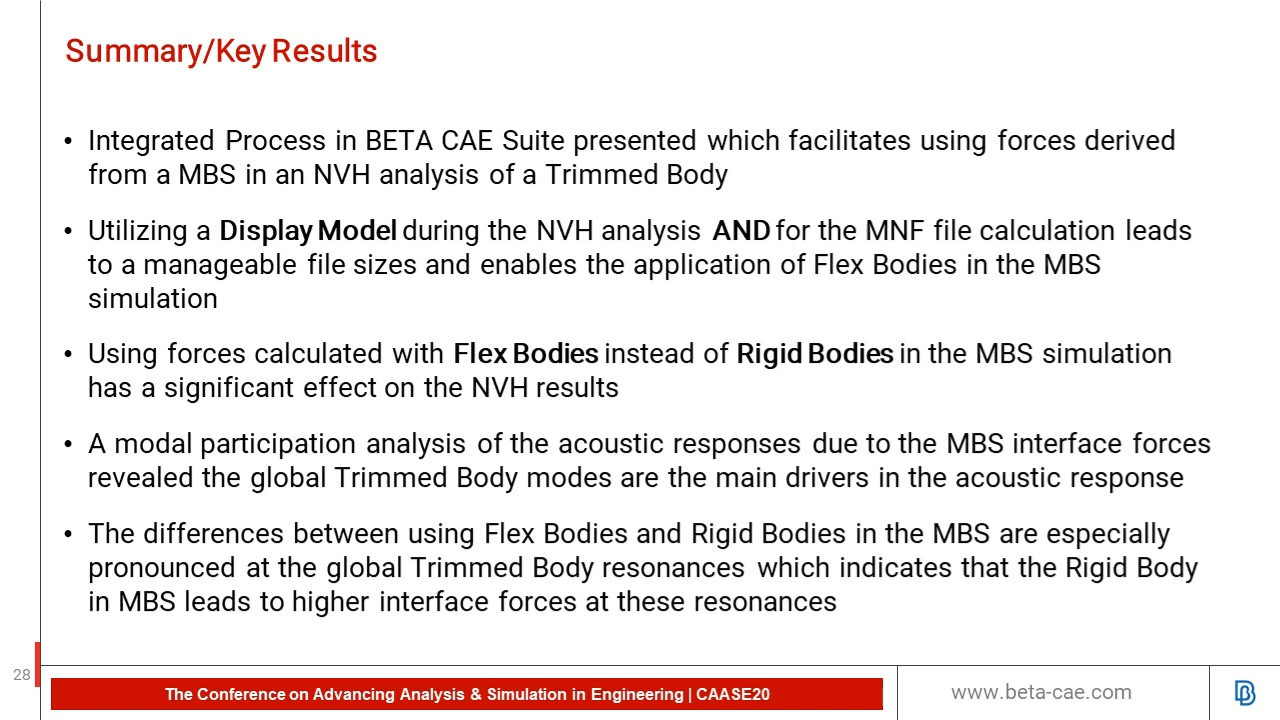 Summary/Key Results
• Integrated Process in BETA CAE Suite presented which facilitates using forces derived
from a MBS in an NVH analysis of a Trimmed Body
• Utilizing a Display Model during the NVH analysis AND for the MNF file calculation leads
to a manageable file sizes and enables the application of Flex Bodies in the MBS
simulation
• Using forces calculated with Flex Bodies instead of Rigid Bodies in the MBS simulation
has a significant effect on the NVH results
• A modal participation analysis of the acoustic responses due to the MBS interface forces
revealed the global Trimmed Body modes are the main drivers in the acoustic response
• The differences between using Flex Bodies and Rigid Bodies in the MBS are especially
pronounced at the global Trimmed Body resonances which indicates that the Rigid Body
in MBS leads to higher interface forces at these resonances
28
The Conference on Advancing Analysis & Simulation in Engineering | CAASE20
www.beta-cae.com